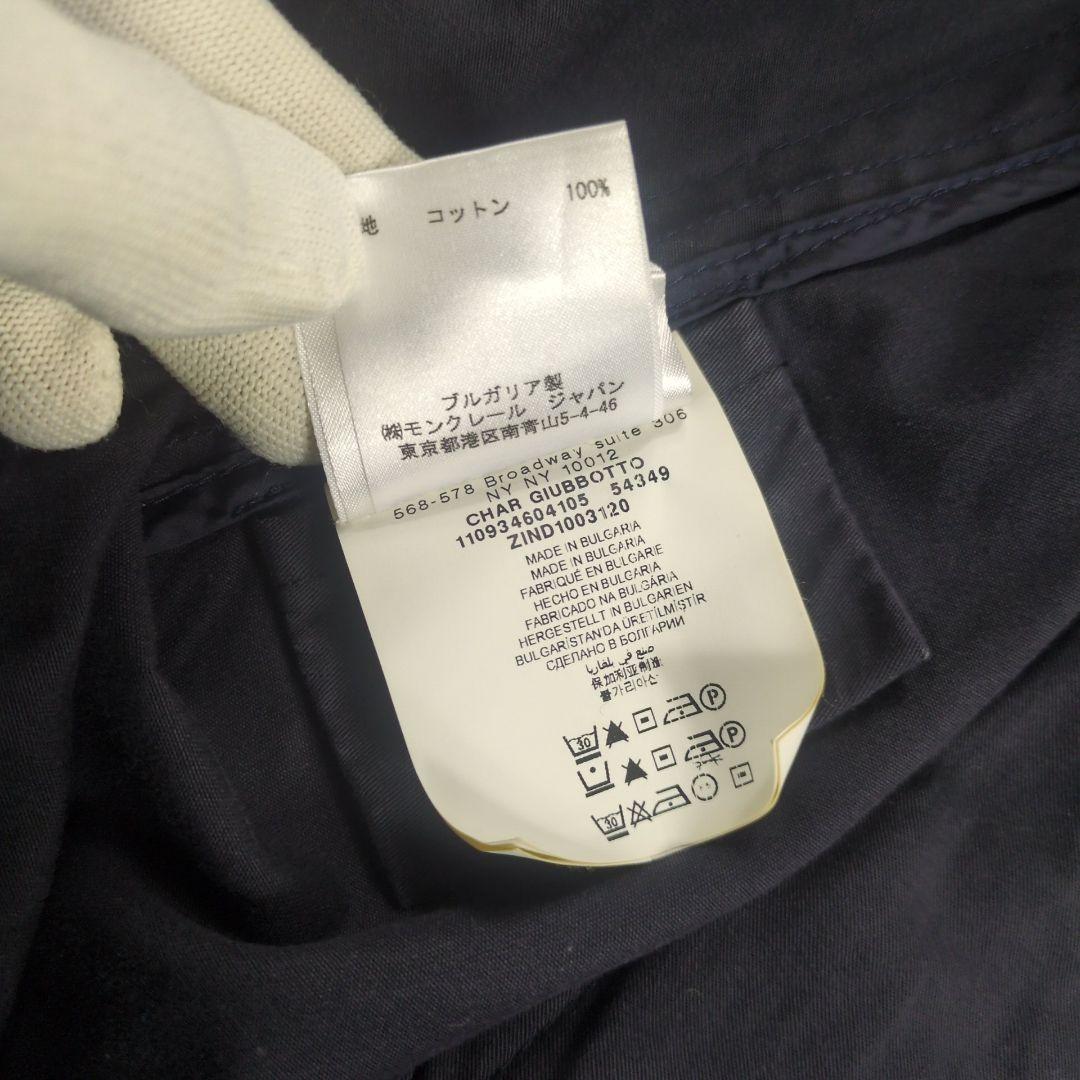 地 コットン 100%
ブルガリア製
㈱モンクレール ジャパン
東京都港区南青山5-4-46
568-578 Broadway suite 306
NY NY 10012
CHAR GIUBBOTTO
110934604105 54349
ZIND1003120
MADE IN BULGARIA
MADE IN BULGARIA
FABRIQUÉ EN BULGARIE
HECHO EN BULGARIA
FABRICADO NA BULGÁRIA
HERGESTELLT IN BULGARIEN
BULGARİSTAN DA ÜRETİLMİŞTİR
СДЕЛАНО В БОЛГАРИИ
صنع في بلغاريا
保加利亚制造
불가리아산
30 P
P
30